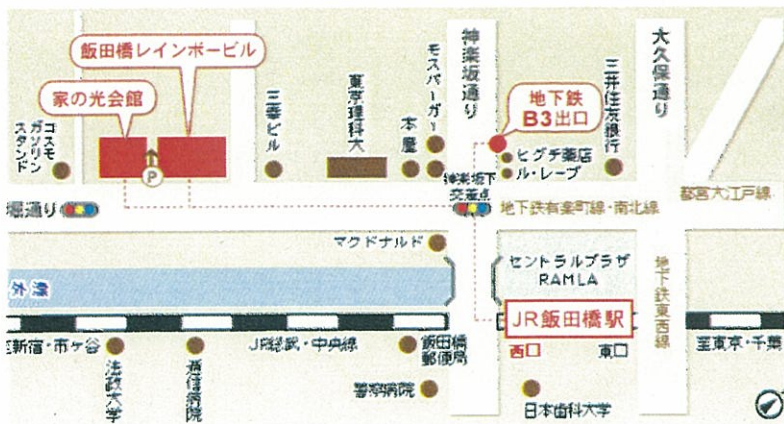 飯田橋レインボービル
家の光会館
コスモ
ガソリン
スタンド
P
三幸ビル
東京理科大
本屋
モスバーガー
神楽坂通り
地下鉄
B3出口
ヒグチ薬店
ル・レーブ
三井住友銀行
大久保通り
神楽坂下
交差点
堀通り
地下鉄有楽町線・南北線
都営大江戸線
マクドナルド
セントラルプラザ
RAMLA
地下鉄東西線
外濠
JR飯田橋駅
西口
東口
至新宿・市ヶ谷
JR総武・中央線
飯田橋
郵便局
至東京・千葉
法政大学
逓信病院
警察病院
日本歯科大学